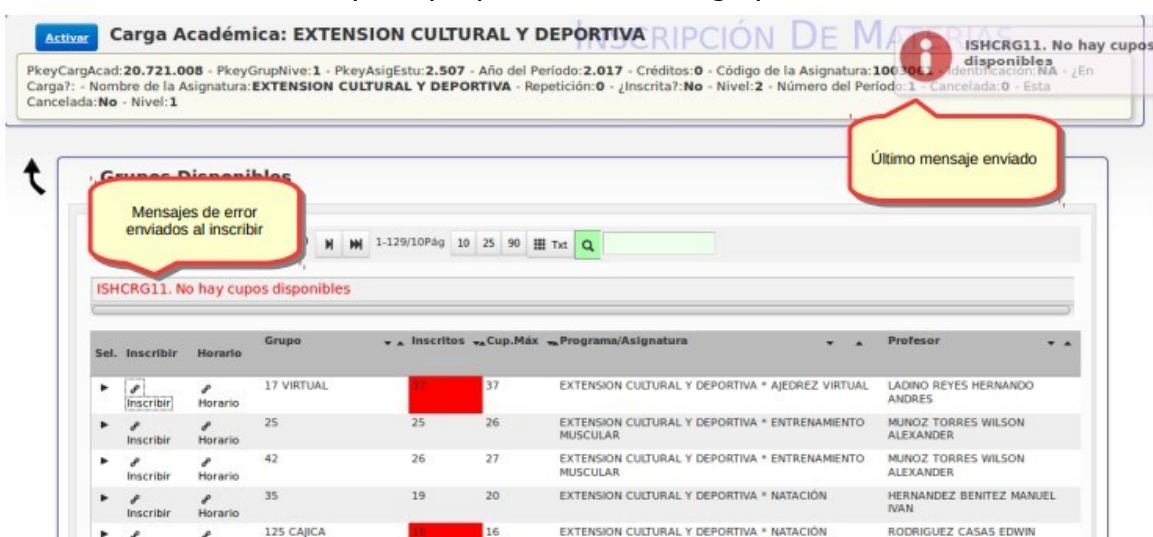 INSCRIPCIÓN DE MATERIAS
Activar Carga Académica: EXTENSION CULTURAL Y DEPORTIVA
ISHCRG11. No hay cupos
disponibles
PkeyCargAcad:20.721.008 - PkeyGrupNive:1 - PkeyAsigEstu:2.507 - Año del Período:2.017 - Créditos:0 - Código de la Asignatura:1003061 - Identificación:NA - ¿En
Carga?: - Nombre de la Asignatura:EXTENSION CULTURAL Y DEPORTIVA - Repetición:0 - ¿Inscrita?:No - Nivel:2 - Número del Período:1 - Cancelada:0 - Esta
Cancelada:No - Nivel:1
Último mensaje enviado
Grupos Disponibles
Mensajes de error
enviados al inscribir
1-129/10Pág 10 25 90 Txt
ISHCRG11. No hay cupos disponibles
Sel. Inscribir Horario Grupo Inscritos Cup.Máx Programa/Asignatura Profesor
Inscribir Horario 17 VIRTUAL 37 37 EXTENSION CULTURAL Y DEPORTIVA * AJEDREZ VIRTUAL LADINO REYES HERNANDO
ANDRES
Inscribir Horario 25 25 26 EXTENSION CULTURAL Y DEPORTIVA * ENTRENAMIENTO MUNOZ TORRES WILSON
MUSCULAR ALEXANDER
Inscribir Horario 42 26 27 EXTENSION CULTURAL Y DEPORTIVA * ENTRENAMIENTO MUNOZ TORRES WILSON
MUSCULAR ALEXANDER
Inscribir Horario 35 19 20 EXTENSION CULTURAL Y DEPORTIVA * NATACIÓN HERNANDEZ BENITEZ MANUEL
IVAN
125 CAJICA 16 16 EXTENSION CULTURAL Y DEPORTIVA * NATACIÓN RODRIGUEZ CASAS EDWIN